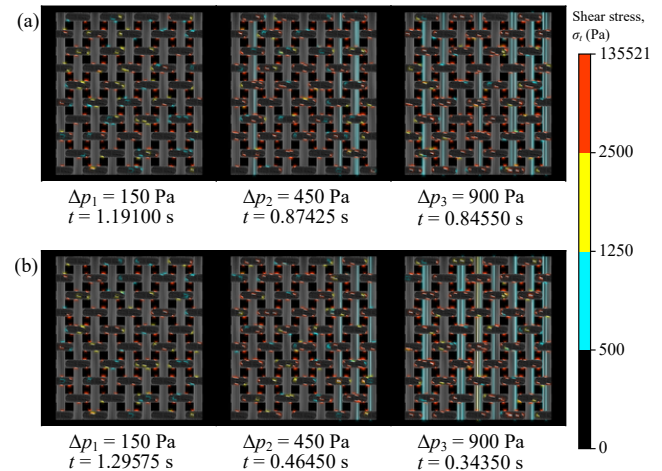 (a)
Shear stress,
σt (Pa)
135521
2500
1250
500
0
Δp1 = 150 Pa
t = 1.19100 s
Δp2 = 450 Pa
t = 0.87425 s
Δp3 = 900 Pa
t = 0.84550 s
(b)
Δp1 = 150 Pa
t = 1.29575 s
Δp2 = 450 Pa
t = 0.46450 s
Δp3 = 900 Pa
t = 0.34350 s